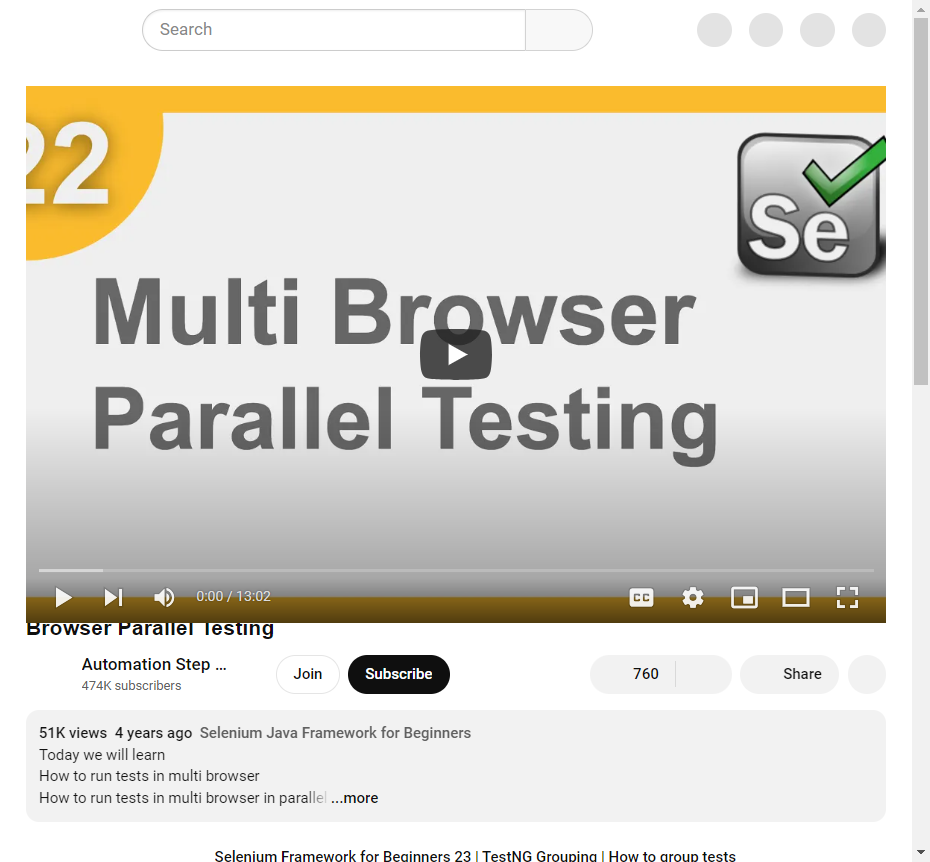 Search
22
Se
Multi Browser
Parallel Testing
0:00 / 13:02
CC
Browser Parallel Testing
Automation Step ...
474K subscribers
Join
Subscribe
760
Share
51K views 4 years ago Selenium Java Framework for Beginners
Today we will learn
How to run tests in multi browser
How to run tests in multi browser in parallel ...more
Selenium Framework for Beginners 23 | TestNG Grouping | How to group tests